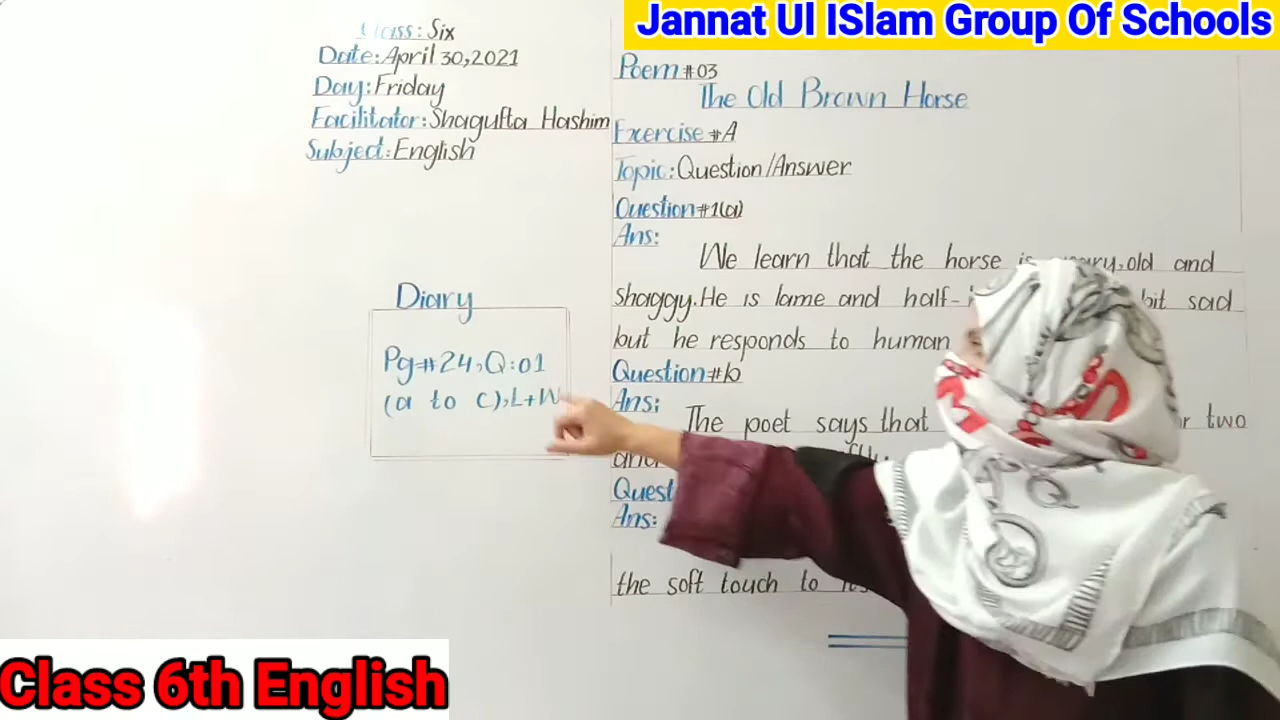 Jannat Ul ISlam Group Of Schools
Class: Six
Date: April 30, 2021
Day: Friday
Facilitator: Shagufta Hashim
Subject: English
Diary
Pg#24, Q:01
(a to c), L+W
Poem #03
The Old Brown Horse
Exercise #A
Topic: Question/Answer
Question#1(a)
Ans:
We learn that the horse is weary, old and
shaggy. He is lame and half- bit sad
but he responds to human
Question#b
Ans:
The poet says that two
and
Ans:
the soft touch to
Class 6th English